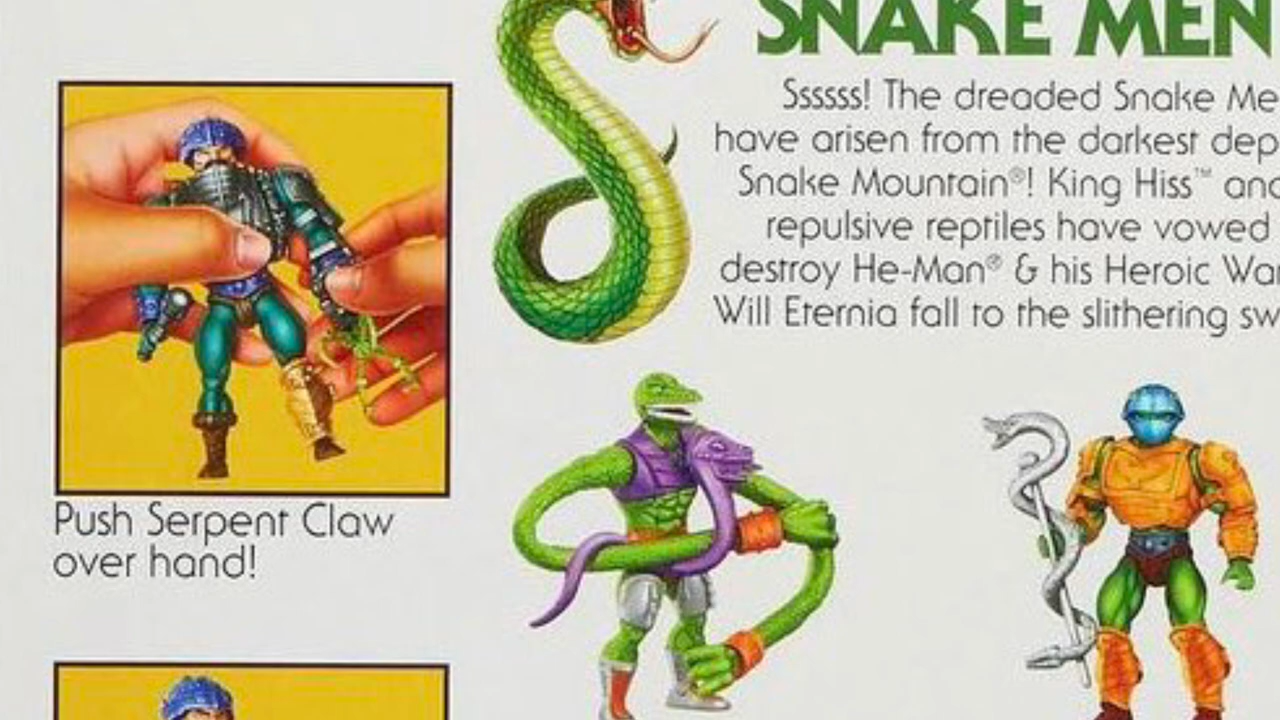 SNAKE MEN
Ssssss! The dreaded Snake Me
have arisen from the darkest dep
Snake Mountain®! King Hiss™ and
repulsive reptiles have vowed
destroy He-Man® & his Heroic War
Will Eternia fall to the slithering sw
Push Serpent Claw
over hand!